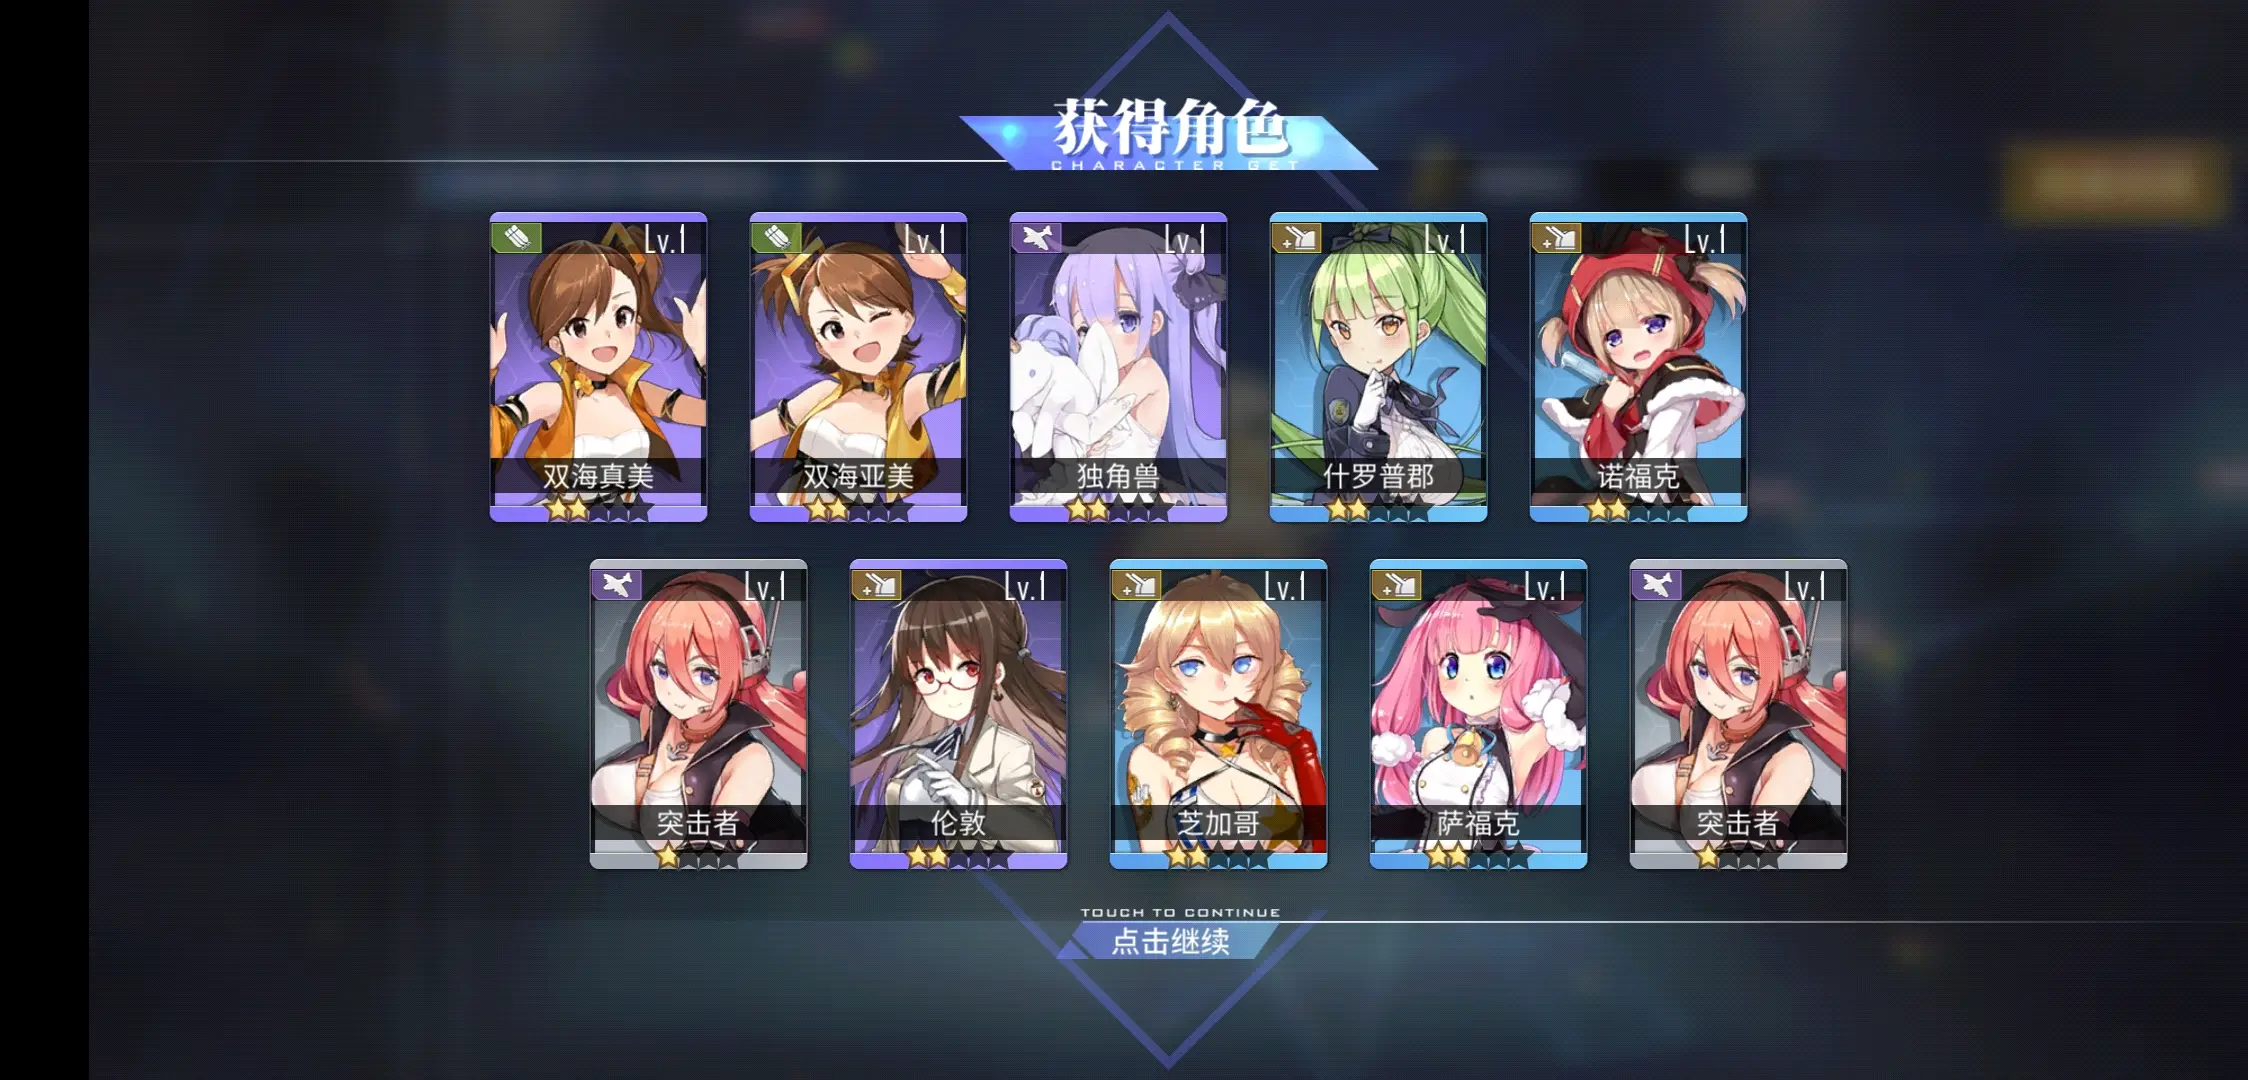 获得角色
CHARACTER GET
Lv.1 Lv.1 Lv.1 Lv.1 Lv.1
双海真美 双海亚美 独角兽 什罗普郡 诺福克
Lv.1 Lv.1 Lv.1 Lv.1 Lv.1
突击者 伦敦 芝加哥 萨福克 突击者
TOUCH TO CONTINUE
点击继续